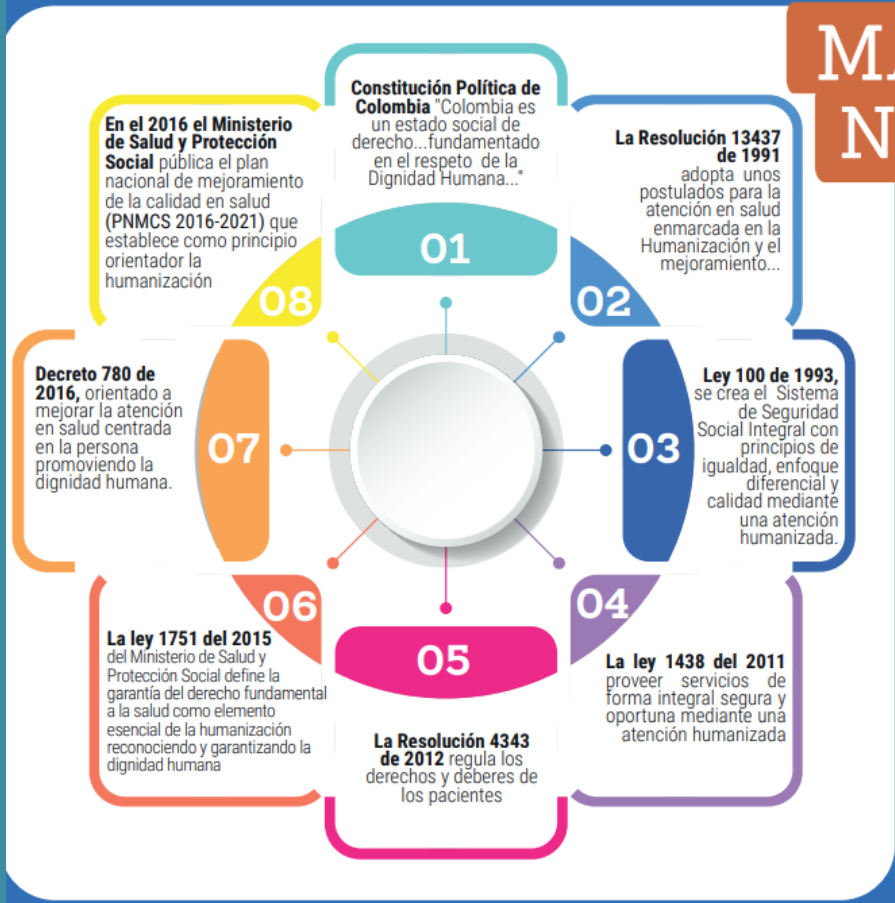 MA
N
Constitución Política de
Colombia "Colombia es
un estado social de
derecho...fundamentado
en el respeto de la
Dignidad Humana..."
01
La Resolución 13437
de 1991
adopta unos
postulados para la
atención en salud
enmarcada en la
Humanización y el
mejoramiento...
02
Ley 100 de 1993,
se crea el Sistema
de Seguridad
Social Integral con
principios de
igualdad, enfoque
diferencial y
calidad mediante
una atención
humanizada.
03
04
La ley 1438 del 2011
proveer servicios de
forma integral segura y
oportuna mediante una
atención humanizada
05
La Resolución 4343
de 2012 regula los
derechos y deberes de
los pacientes
06
La ley 1751 del 2015
del Ministerio de Salud y
Protección Social define la
garantía del derecho fundamental
a la salud como elemento
esencial de la humanización
reconociendo y garantizando la
dignidad humana
Decreto 780 de
2016, orientado a
mejorar la atención
en salud centrada
en la persona
promoviendo la
dignidad humana.
07
En el 2016 el Ministerio
de Salud y Protección
Social pública el plan
nacional de mejoramiento
de la calidad en salud
(PNMCS 2016-2021) que
establece como principio
orientador la
humanización
08